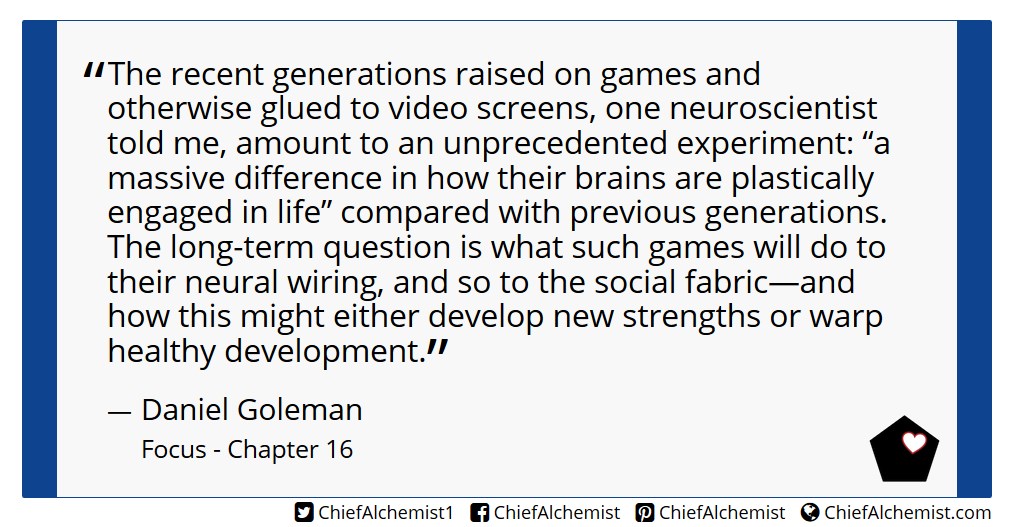 “The recent generations raised on games and
otherwise glued to video screens, one neuroscientist
told me, amount to an unprecedented experiment: “a
massive difference in how their brains are plastically
engaged in life” compared with previous generations.
The long-term question is what such games will do to
their neural wiring, and so to the social fabric—and
how this might either develop new strengths or warp
healthy development.”
— Daniel Goleman
Focus - Chapter 16
ChiefAlchemist1 ChiefAlchemist ChiefAlchemist ChiefAlchemist.com